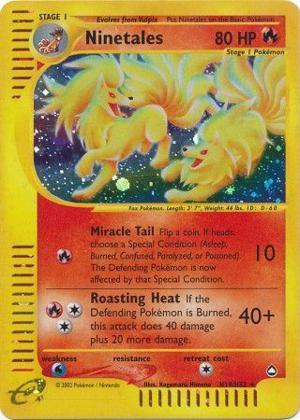 STAGE 1
Evolves from Vulpix
Put Ninetales on the Basic Pokémon
Ninetales
80 HP
Stage 1 Pokémon
Fox Pokémon. Length: 3' 7", Weight: 44 lbs. ID: D-60
Miracle Tail Flip a coin. If heads,
choose a Special Condition (Asleep,
Burned, Confused, Paralyzed, or Poisoned).
The Defending Pokémon is now
affected by that Special Condition.
10
Roasting Heat If the
Defending Pokémon is Burned,
this attack does 40 damage
plus 20 more damage.
40+
weakness
resistance
retreat cost
e
© 2002 Pokémon / Nintendo
Illus. Kagemaru Himeno